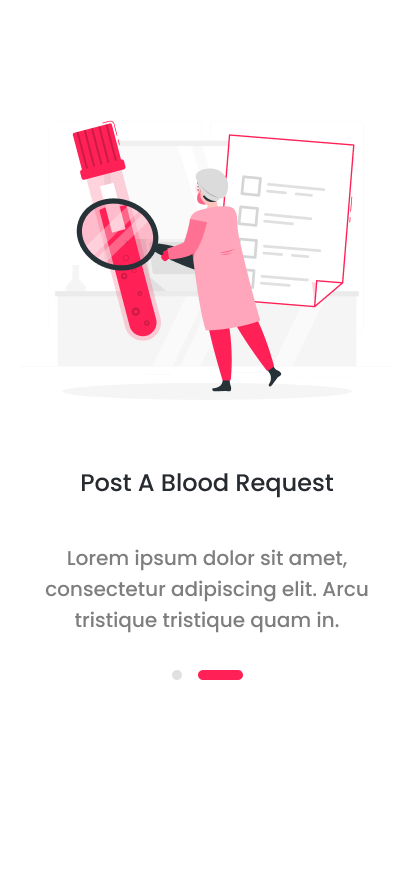 Post A Blood Request
Lorem ipsum dolor sit amet,
consectetur adipiscing elit. Arcu
tristique tristique quam in.